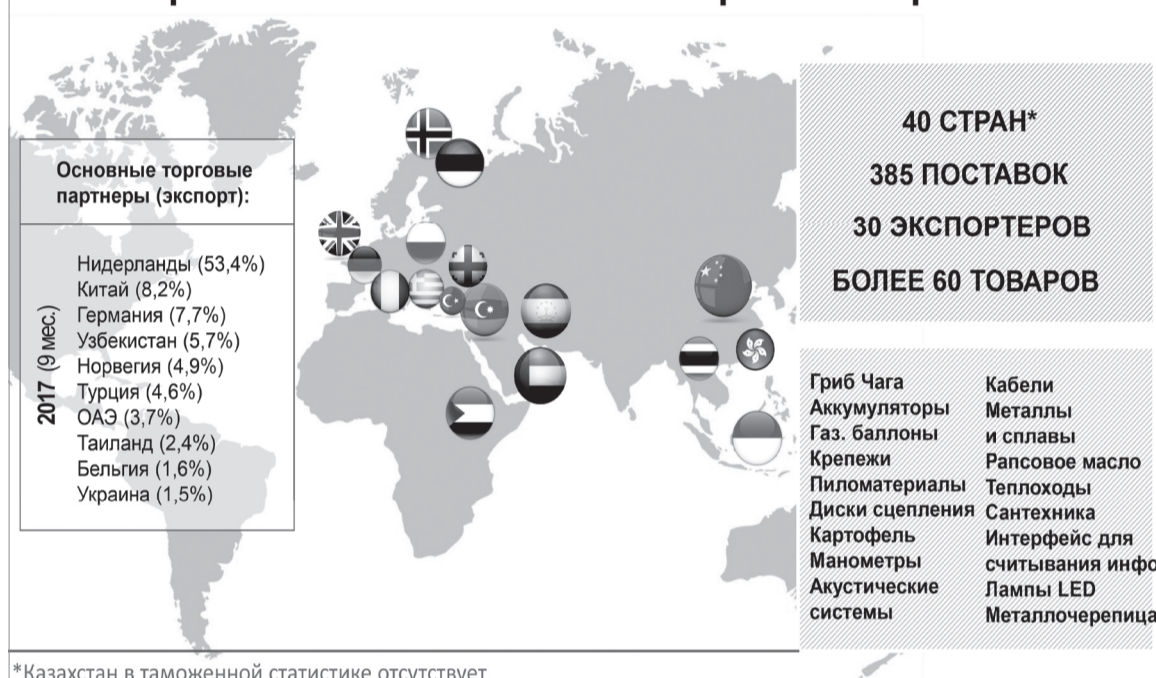 Основные торговые
партнеры (экспорт):
2017 (9 мес.)
Нидерланды (53,4%)
Китай (8,2%)
Германия (7,7%)
Узбекистан (5,7%)
Норвегия (4,9%)
Турция (4,6%)
ОАЭ (3,7%)
Таиланд (2,4%)
Бельгия (1,6%)
Украина (1,5%)
40 СТРАН*
385 ПОСТАВОК
30 ЭКСПОРТЕРОВ
БОЛЕЕ 60 ТОВАРОВ
Гриб Чага
Аккумуляторы
Газ. баллоны
Крепежи
Пиломатериалы
Диски сцепления
Картофель
Манометры
Акустические
системы
Кабели
Металлы
и сплавы
Рапсовое масло
Теплоходы
Сантехника
Интерфейс для
считывания инфо
Лампы LED
Металлочерепица
*Казахстан в таможенной статистике отсутствует